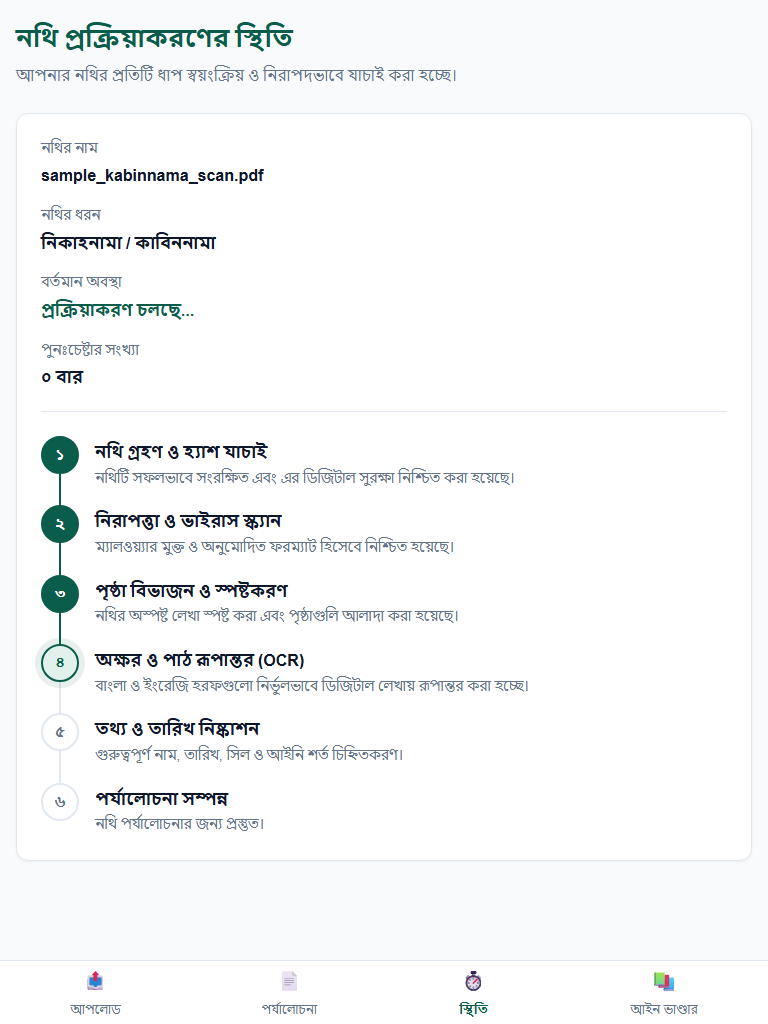 নথি প্রক্রিয়াকরণের স্থিতি
আপনার নথির প্রতিটি ধাপ স্বয়ংক্রিয় ও নিরাপদভাবে যাচাই করা হচ্ছে।
নথির নাম
sample_kabinnama_scan.pdf
নথির ধরন
নিকাহনামা / কাবিননামা
বর্তমান অবস্থা
প্রক্রিয়াকরণ চলছে...
পুনঃচেষ্টার সংখ্যা
০ বার
১
নথি গ্রহণ ও হ্যাশ যাচাই
নথিটি সফলভাবে সংরক্ষিত এবং এর ডিজিটাল সুরক্ষা নিশ্চিত করা হয়েছে।
২
নিরাপত্তা ও ভাইরাস স্ক্যান
ম্যালওয়্যার মুক্ত ও অনুমোদিত ফরম্যাট হিসেবে নিশ্চিত হয়েছে।
৩
পৃষ্ঠা বিভাজন ও স্পষ্টকরণ
নথির অস্পষ্ট লেখা স্পষ্ট করা এবং পৃষ্ঠাগুলি আলাদা করা হয়েছে।
৪
অক্ষর ও পাঠ রূপান্তর (OCR)
বাংলা ও ইংরেজি হরফগুলো নির্ভুলভাবে ডিজিটাল লেখায় রূপান্তর করা হচ্ছে।
৫
তথ্য ও তারিখ নিষ্কাশন
গুরুত্বপূর্ণ নাম, তারিখ, সিল ও আইনি শর্ত চিহ্নিতকরণ।
৬
পর্যালোচনা সম্পন্ন
নথি পর্যালোচনার জন্য প্রস্তুত।
আপলোড
পর্যালোচনা
স্থিতি
আইন ভাণ্ডার